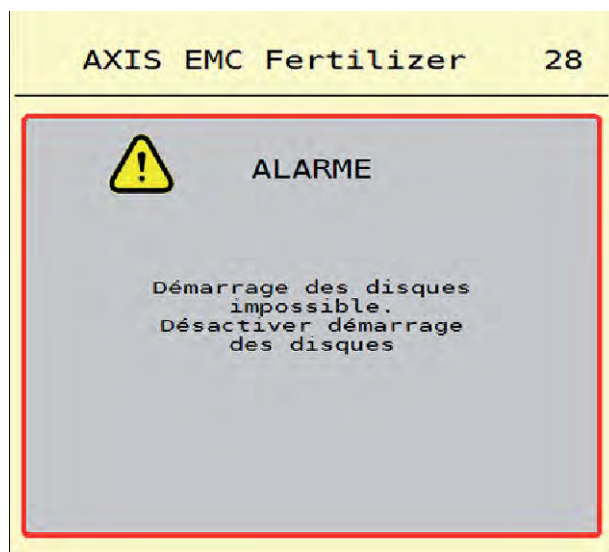 AXIS EMC Fertilizer 28
ALARME
Démarrage des disques
impossible.
Désactiver démarrage
des disques